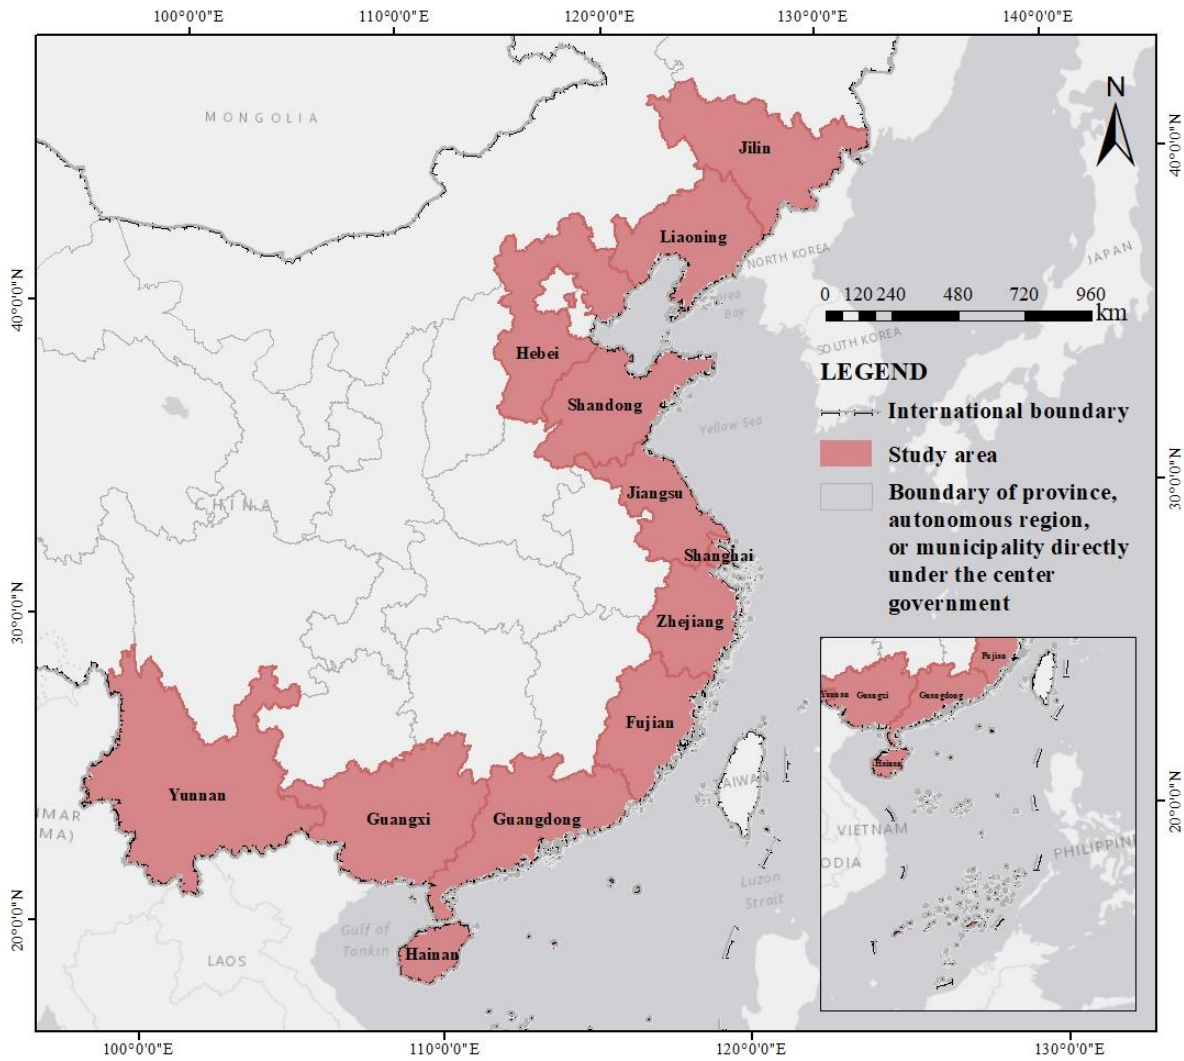 100°0'0"E
110°0'0"E
120°0'0"E
130°0'0"E
140°0'0"E
MONGOLIA
N
40°0'0"N
Jilin
Liaoning
NORTH KOREA
JAPAN
40°0'0"N
Bay
0 120 240 480 720 960
km
SOUTH KOREA
Hebei
LEGEND
Shandong
International boundary
Yellow Sea
Study area
30°0'0"N
CHINA
Jiangsu
Boundary of province,
autonomous region,
or municipality directly
under the center
government
Shanghai
30°0'0"N
Zhejiang
Fujian
Yunnan
Guangxi
Guangdong
TAIWAN
Fujian
Yunnan
Guangxi
Guangdong
Hainan
VIETNAM
ODIA
PHILIPPIN
20°0'0"N
MAR
MA)
Luzon
Strait
20°0'0"N
Gulf of
Tonkin
Hainan
LAOS
100°0'0"E
110°0'0"E
120°0'0"E
130°0'0"E